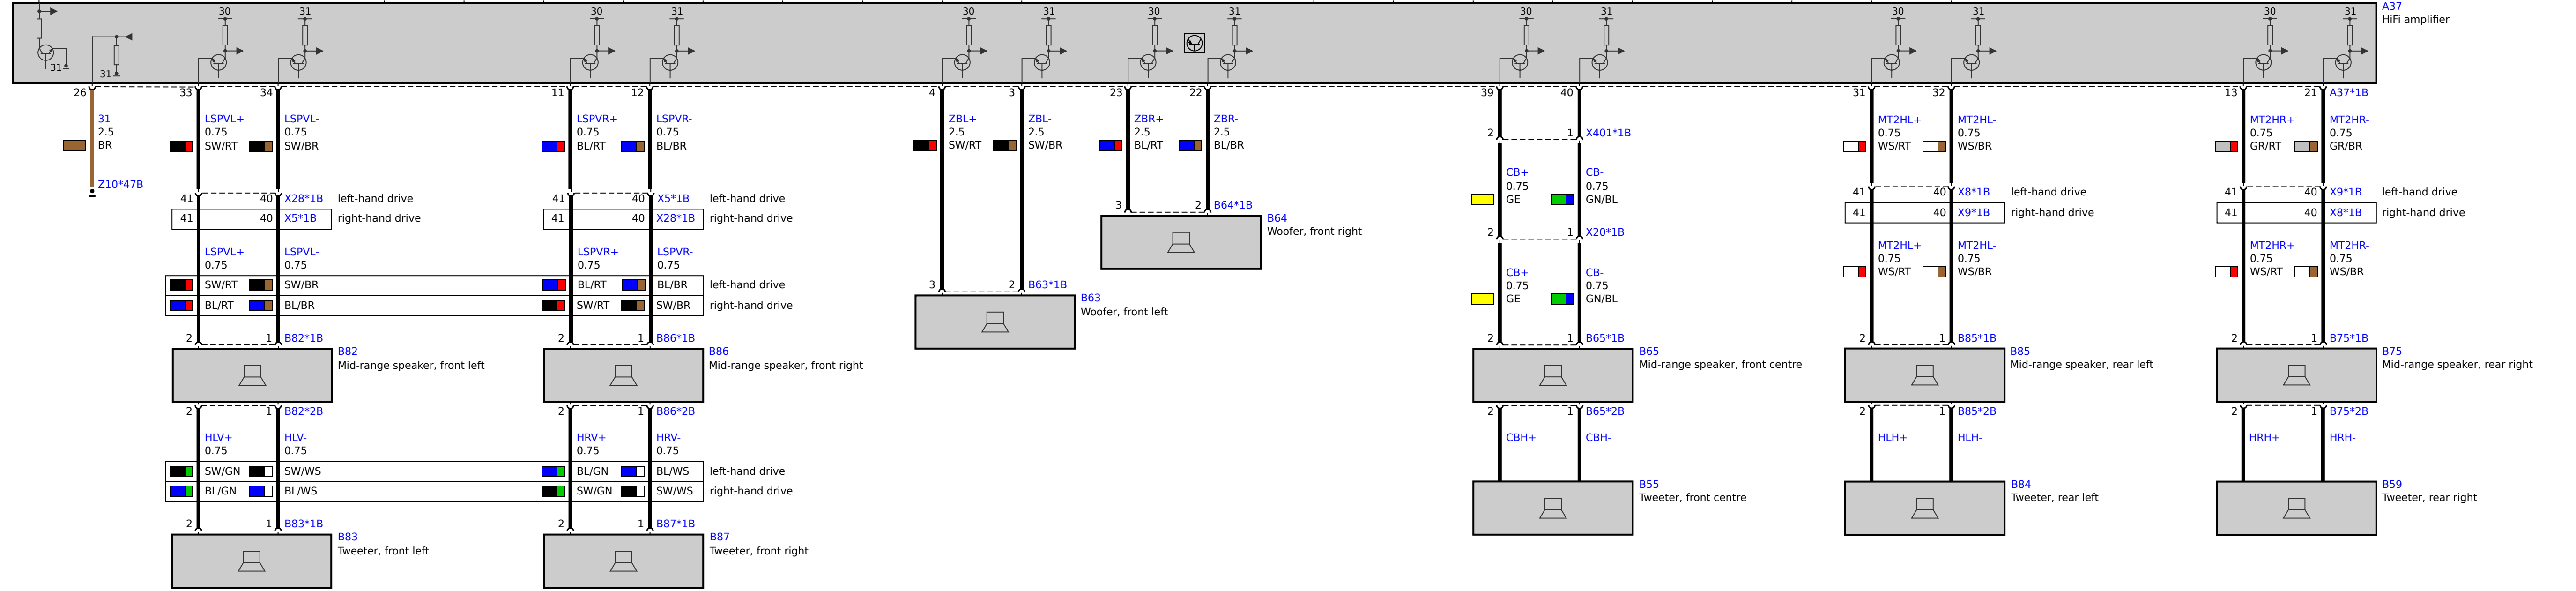 30 31 30 31 30 31 30 31 30 31 30 31 30 31 A37
HiFi amplifier
31 31
26 33 34 11 12 4 3 23 22 39 40 31 32 13 21 A37*1B
31 LSPVL+ LSPVL- LSPVR+ LSPVR- ZBL+ ZBL- ZBR+ ZBR- MT2HL+ MT2HL- MT2HR+ MT2HR-
2.5 0.75 0.75 0.75 0.75 2.5 2.5 2.5 2.5 2 1 X401*1B 0.75 0.75 0.75 0.75
BR SW/RT SW/BR BL/RT BL/BR SW/RT SW/BR BL/RT BL/BR WS/RT WS/BR GR/RT GR/BR
CB+ CB-
Z10*47B 0.75 0.75
41 40 X28*1B left-hand drive 41 40 X5*1B left-hand drive GE GN/BL 41 40 X8*1B left-hand drive 41 40 X9*1B left-hand drive
3 2 B64*1B
41 40 X5*1B right-hand drive 41 40 X28*1B right-hand drive B64 41 40 X9*1B right-hand drive 41 40 X8*1B right-hand drive
Woofer, front right 2 1 X20*1B
LSPVL+ LSPVL- LSPVR+ LSPVR- MT2HL+ MT2HL- MT2HR+ MT2HR-
0.75 0.75 0.75 0.75 0.75 0.75 0.75 0.75
CB+ CB- WS/RT WS/BR WS/RT WS/BR
SW/RT SW/BR BL/RT BL/BR left-hand drive 3 2 B63*1B 0.75 0.75
BL/RT BL/BR SW/RT SW/BR right-hand drive B63 GE GN/BL
Woofer, front left
2 1 B82*1B 2 1 B86*1B 2 1 B65*1B 2 1 B85*1B 2 1 B75*1B
B82 B86 B65 B85 B75
Mid-range speaker, front left Mid-range speaker, front right Mid-range speaker, front centre Mid-range speaker, rear left Mid-range speaker, rear right
2 1 B82*2B 2 1 B86*2B 2 1 B65*2B 2 1 B85*2B 2 1 B75*2B
HLV+ HLV- HRV+ HRV- CBH+ CBH- HLH+ HLH- HRH+ HRH-
0.75 0.75 0.75 0.75
SW/GN SW/WS BL/GN BL/WS left-hand drive
BL/GN BL/WS SW/GN SW/WS right-hand drive
B55 B84 B59
Tweeter, front centre Tweeter, rear left Tweeter, rear right
2 1 B83*1B 2 1 B87*1B
B83 B87
Tweeter, front left Tweeter, front right